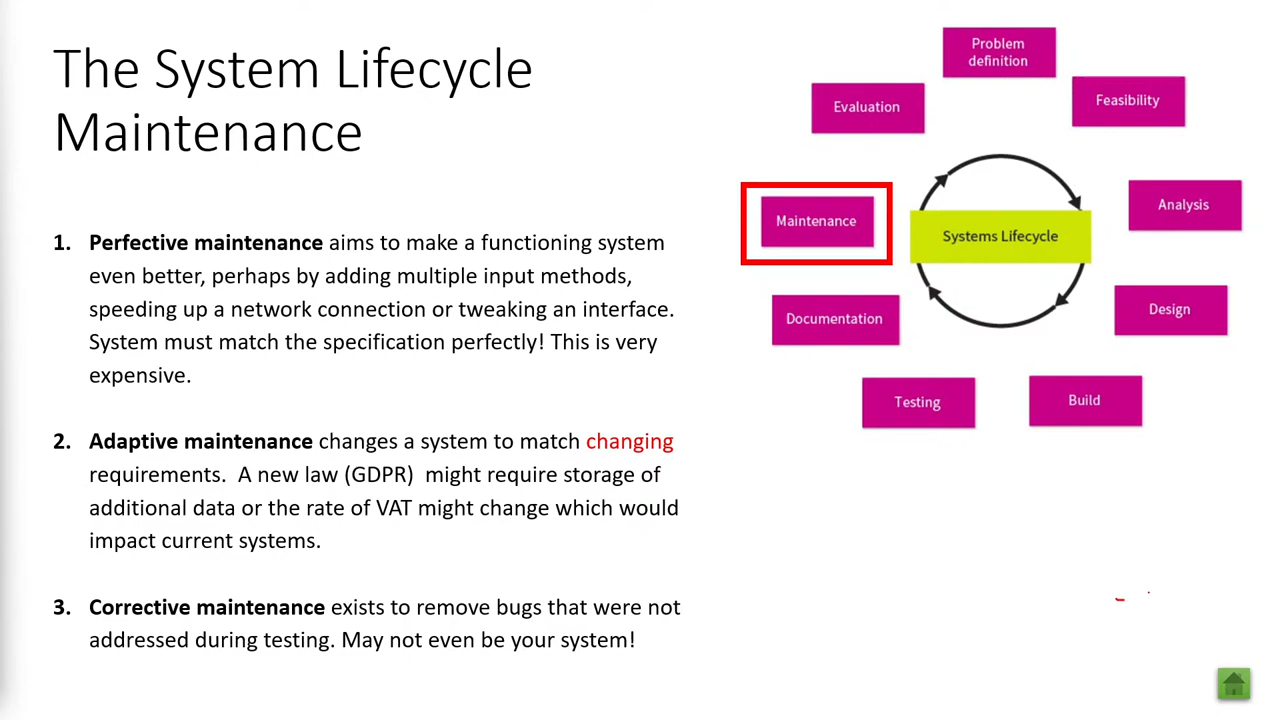 The System Lifecycle
Maintenance
1. Perfective maintenance aims to make a functioning system
even better, perhaps by adding multiple input methods,
speeding up a network connection or tweaking an interface.
System must match the specification perfectly! This is very
expensive.
2. Adaptive maintenance changes a system to match changing
requirements.  A new law (GDPR)  might require storage of
additional data or the rate of VAT might change which would
impact current systems.
3. Corrective maintenance exists to remove bugs that were not
addressed during testing. May not even be your system!
Problem
definition
Feasibility
Analysis
Design
Build
Testing
Documentation
Maintenance
Evaluation
Systems Lifecycle